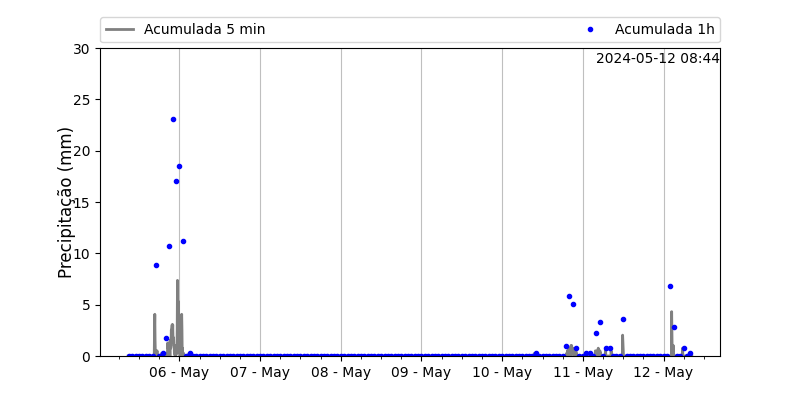 Acumulada 5 min
Acumulada 1h
2024-05-12 08:44
Precipitação (mm)
30
25
20
15
10
5
0
06 - May
07 - May
08 - May
09 - May
10 - May
11 - May
12 - May